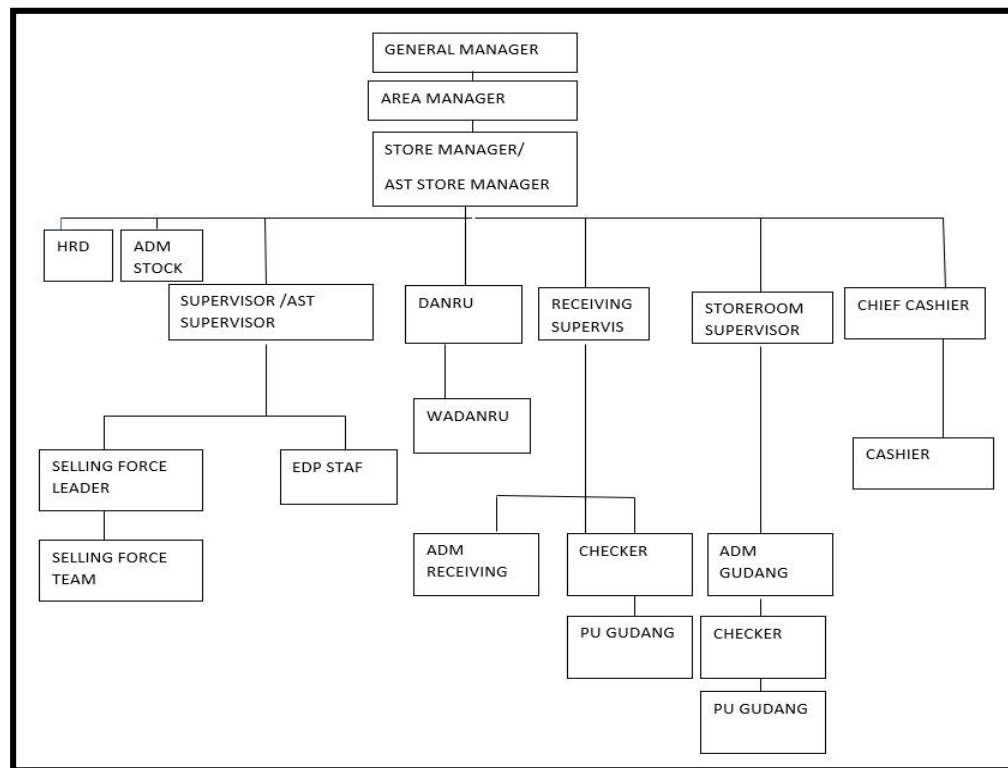 GENERAL MANAGER
AREA MANAGER
STORE MANAGER/
AST STORE MANAGER
HRD
ADM
STOCK
SUPERVISOR /AST
SUPERVISOR
DANRU
RECEIVING
SUPERVIS
STOREROOM
SUPERVISOR
CHIEF CASHIER
WADANRU
CASHIER
SELLING FORCE
LEADER
EDP STAF
SELLING FORCE
TEAM
ADM
RECEIVING
CHECKER
ADM
GUDANG
PU GUDANG
CHECKER
PU GUDANG